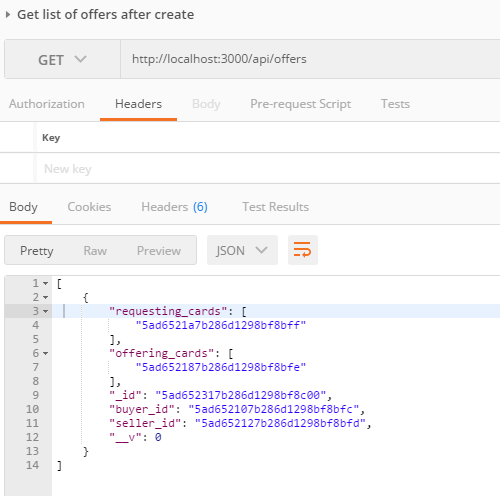 Get list of offers after create
GET http://localhost:3000/api/offers
Authorization Headers Body Pre-request Script Tests
Key
New key
Body Cookies Headers (6) Test Results
Pretty Raw Preview JSON
1 [
2 {
3 "requesting_cards": [
4 "5ad6521a7b286d1298bf8bff"
5 ],
6 "offering_cards": [
7 "5ad652187b286d1298bf8bfe"
8 ],
9 "_id": "5ad652317b286d1298bf8c00",
10 "buyer_id": "5ad652107b286d1298bf8bfc",
11 "seller_id": "5ad652127b286d1298bf8bfd",
12 "__v": 0
13 }
14 ]